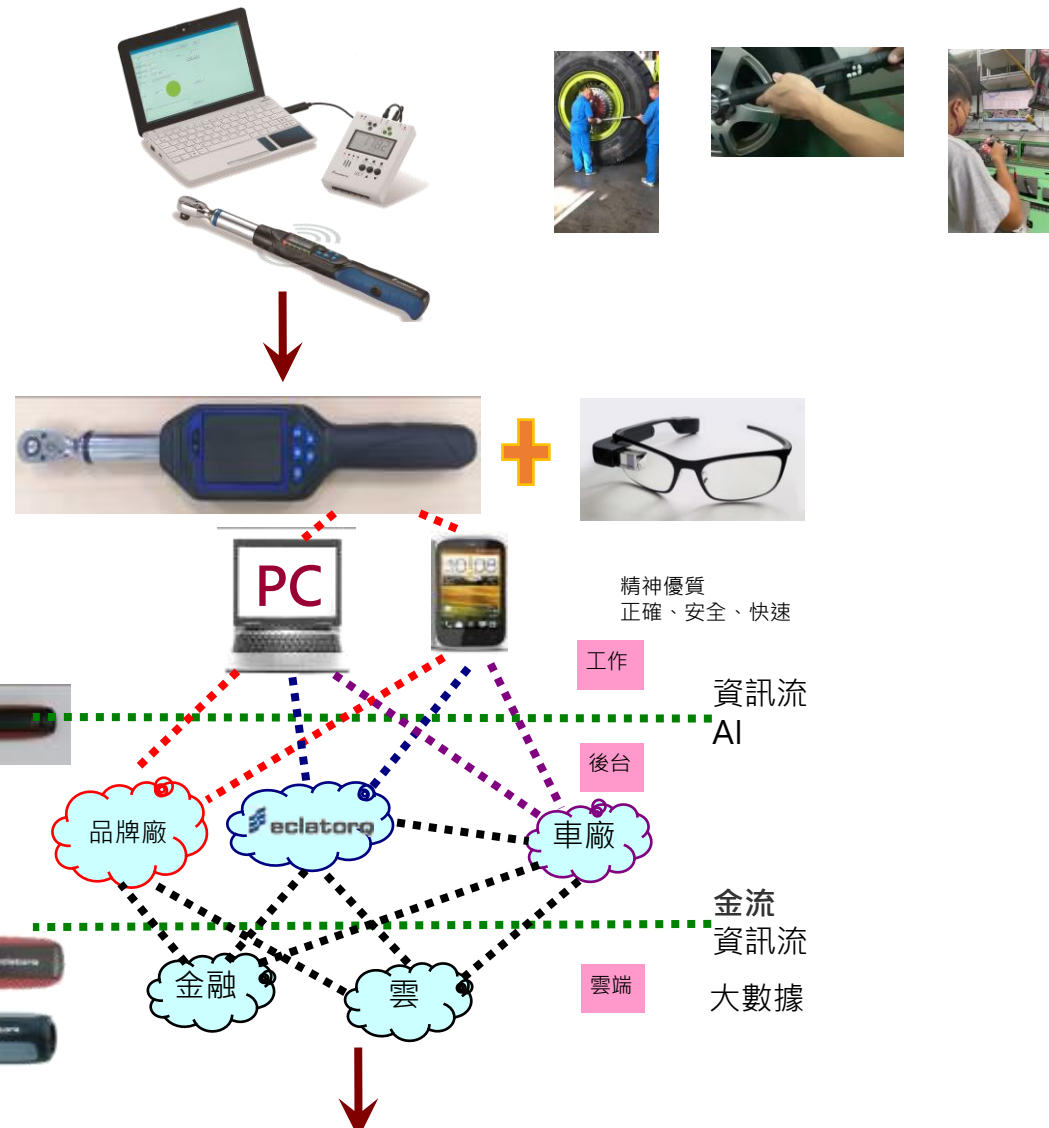 PC
10:08
精神優質
正確、安全、快速
工作
資訊流
AI
後台
品牌廠
eclatorq
車廠
金流
資訊流
金融
雲
雲端
大數據